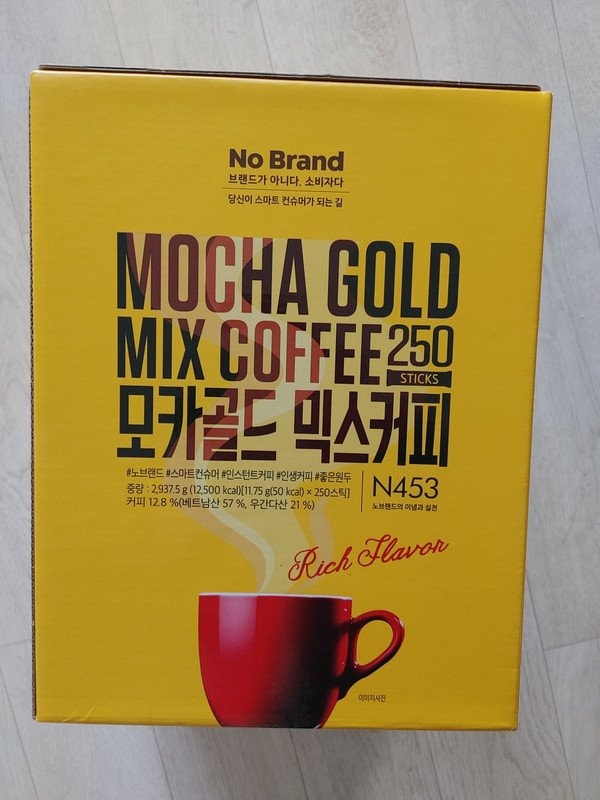 No Brand
브랜드가 아니다. 소비자다
당신이 스마트 컨슈머가 되는 길
MOCHA GOLD
MIX COFFEE 250
STICKS
모카골드 믹스커피
#노브랜드 #스마트컨슈머 #인스턴트커피 #인생커피 #좋은원두
중량 : 2,937.5 g (12,500 kcal)[11.75 g(50 kcal) × 250스틱]
커피 12.8 %(베트남산 57 %, 우간다산 21 %)
N453
노브랜드의 이념과 실천
Rich Flavor
이미지사진